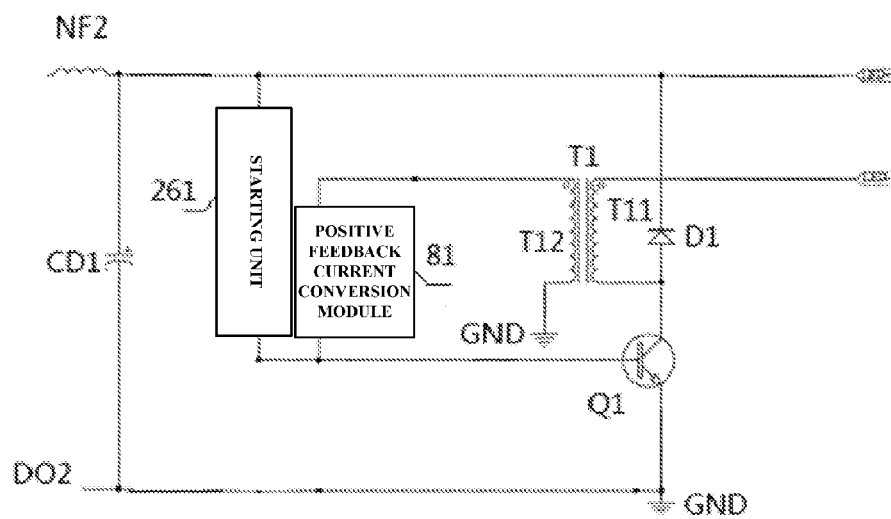 NF2
T1
261
STARTING UNIT
T11
POSITIVE
FEEDBACK
CURRENT
CONVERSION
MODULE
81
T12
D1
CD1
GND
Q1
DO2
GND